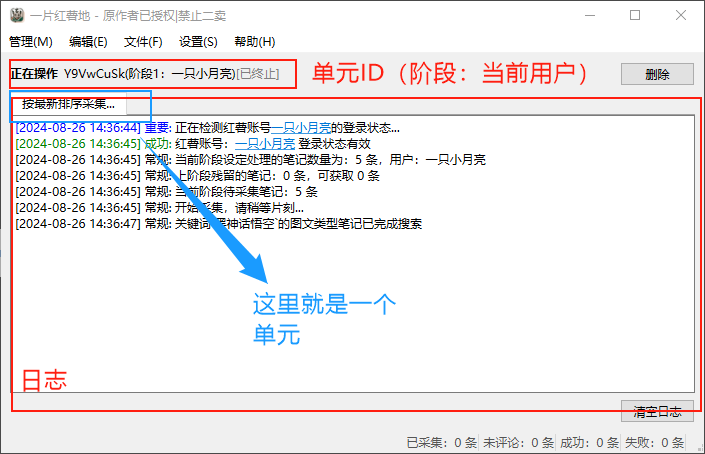 一片红薯地 - 原作者已授权|禁止二卖
管理(M) 编辑(E) 文件(F) 设置(S) 帮助(H)
正在操作 Y9VwCuSk(阶段1：一只小月亮)[已终止]
单元ID（阶段：当前用户）
删除
按最新排序采集...
[2024-08-26 14:36:44] 重要: 正在检测红薯账号一只小月亮的登录状态...
[2024-08-26 14:36:45] 成功: 红薯账号：一只小月亮 登录状态有效
[2024-08-26 14:36:45] 常规: 当前阶段设定处理的笔记数量为：5 条，用户：一只小月亮
[2024-08-26 14:36:45] 常规: 上阶段残留的笔记：0 条，可获取 0 条
[2024-08-26 14:36:45] 常规: 当前阶段待采集笔记：5 条
[2024-08-26 14:36:45] 常规: 开始采集，请稍等片刻...
[2024-08-26 14:36:47] 常规: 关键词 神话悟空`的图文类型笔记已完成搜索
这里就是一个
单元
日志
清空日志
已采集：0 条 未评论：0 条 成功：0 条 失败：0 条